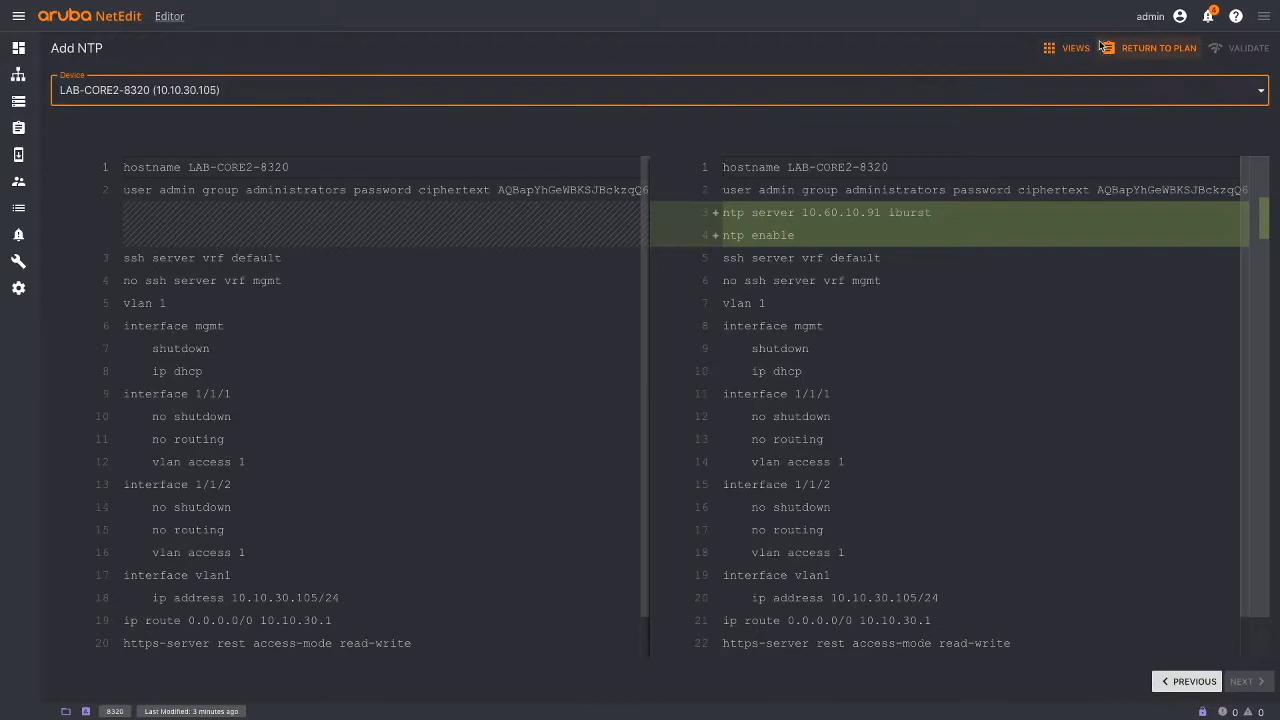 aruba NetEdit Editor
admin 4
Add NTP
VIEWS RETURN TO PLAN VALIDATE
Device
LAB-CORE2-8320 (10.10.30.105)
1 hostname LAB-CORE2-8320
2 user admin group administrators password ciphertext AQBapYhGeWBKSJBckzqQ6
3 ssh server vrf default
4 no ssh server vrf mgmt
5 vlan 1
6 interface mgmt
7 shutdown
8 ip dhcp
9 interface 1/1/1
10 no shutdown
11 no routing
12 vlan access 1
13 interface 1/1/2
14 no shutdown
15 no routing
16 vlan access 1
17 interface vlan1
18 ip address 10.10.30.105/24
19 ip route 0.0.0.0/0 10.10.30.1
20 https-server rest access-mode read-write
1 hostname LAB-CORE2-8320
2 user admin group administrators password ciphertext AQBapYhGeWBKSJBckzqQ6
3 + ntp server 10.60.10.91 iburst
4 + ntp enable
5 ssh server vrf default
6 no ssh server vrf mgmt
7 vlan 1
8 interface mgmt
9 shutdown
10 ip dhcp
11 interface 1/1/1
12 no shutdown
13 no routing
14 vlan access 1
15 interface 1/1/2
16 no shutdown
17 no routing
18 vlan access 1
19 interface vlan1
20 ip address 10.10.30.105/24
21 ip route 0.0.0.0/0 10.10.30.1
22 https-server rest access-mode read-write
PREVIOUS NEXT
8320 Last Modified: 3 minutes ago 0 0